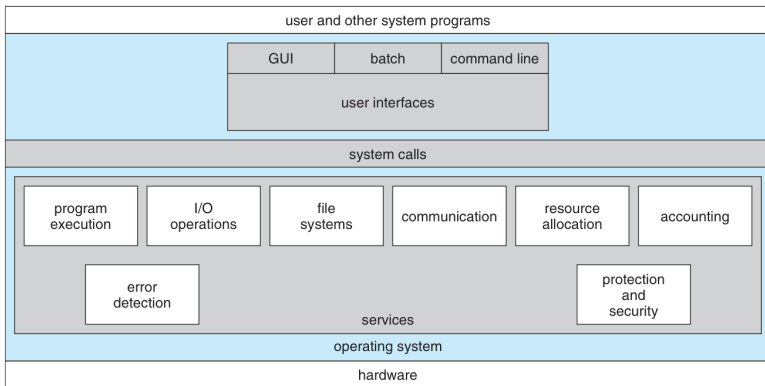 user and other system programs
GUI
batch
command line
user interfaces
system calls
program
execution
I/O
operations
file
systems
communication
resource
allocation
accounting
error
detection
protection
and
security
services
operating system
hardware